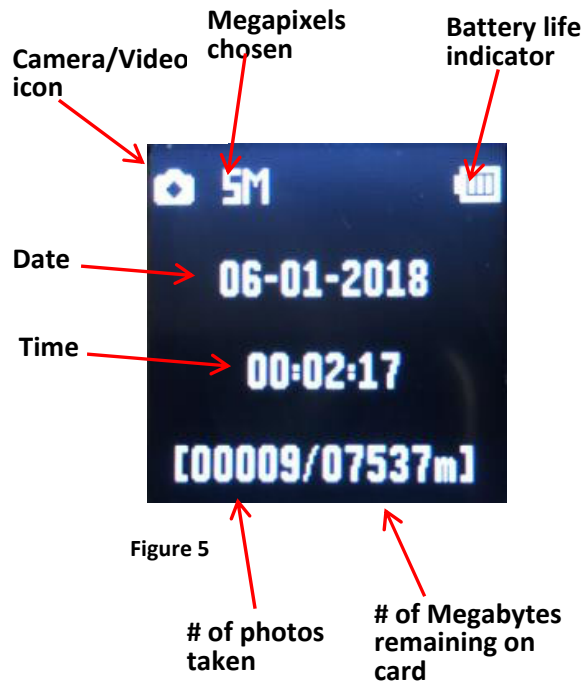 Megapixels
chosen
Battery life
indicator
Camera/Video
icon
5M
Date
06-01-2018
Time
00:02:17
[00009/07537m]
Figure 5
# of photos
taken
# of Megabytes
remaining on
card